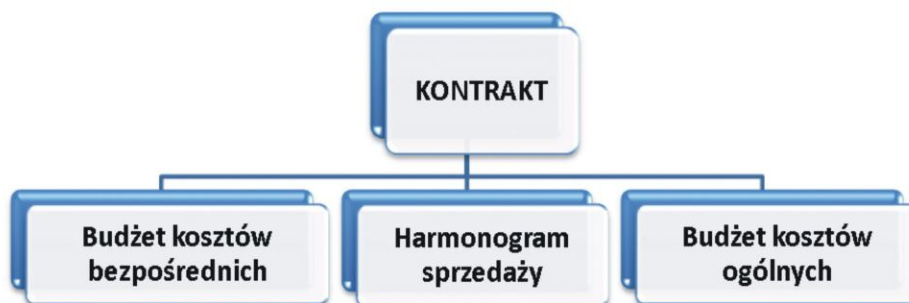 KONTRAKT
Budżet kosztów
bezpośrednich
Harmonogram
sprzedaży
Budżet kosztów
ogólnych